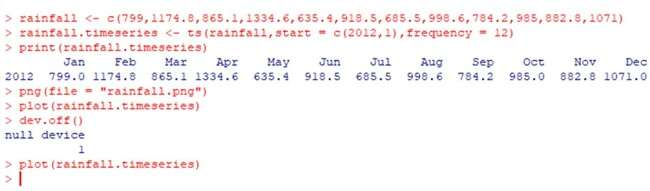 > rainfall <- c(799,1174.8,865.1,1334.6,635.4,918.5,685.5,998.6,784.2,985,882.8,1071)
> rainfall.timeseries <- ts(rainfall,start = c(2012,1),frequency = 12)
> print(rainfall.timeseries)
Jan Feb Mar Apr May Jun Jul Aug Sep Oct Nov Dec
2012 799.0 1174.8 865.1 1334.6 635.4 918.5 685.5 998.6 784.2 985.0 882.8 1071.0
> png(file = "rainfall.png")
> plot(rainfall.timeseries)
> dev.off()
null device
1
> plot(rainfall.timeseries)
>